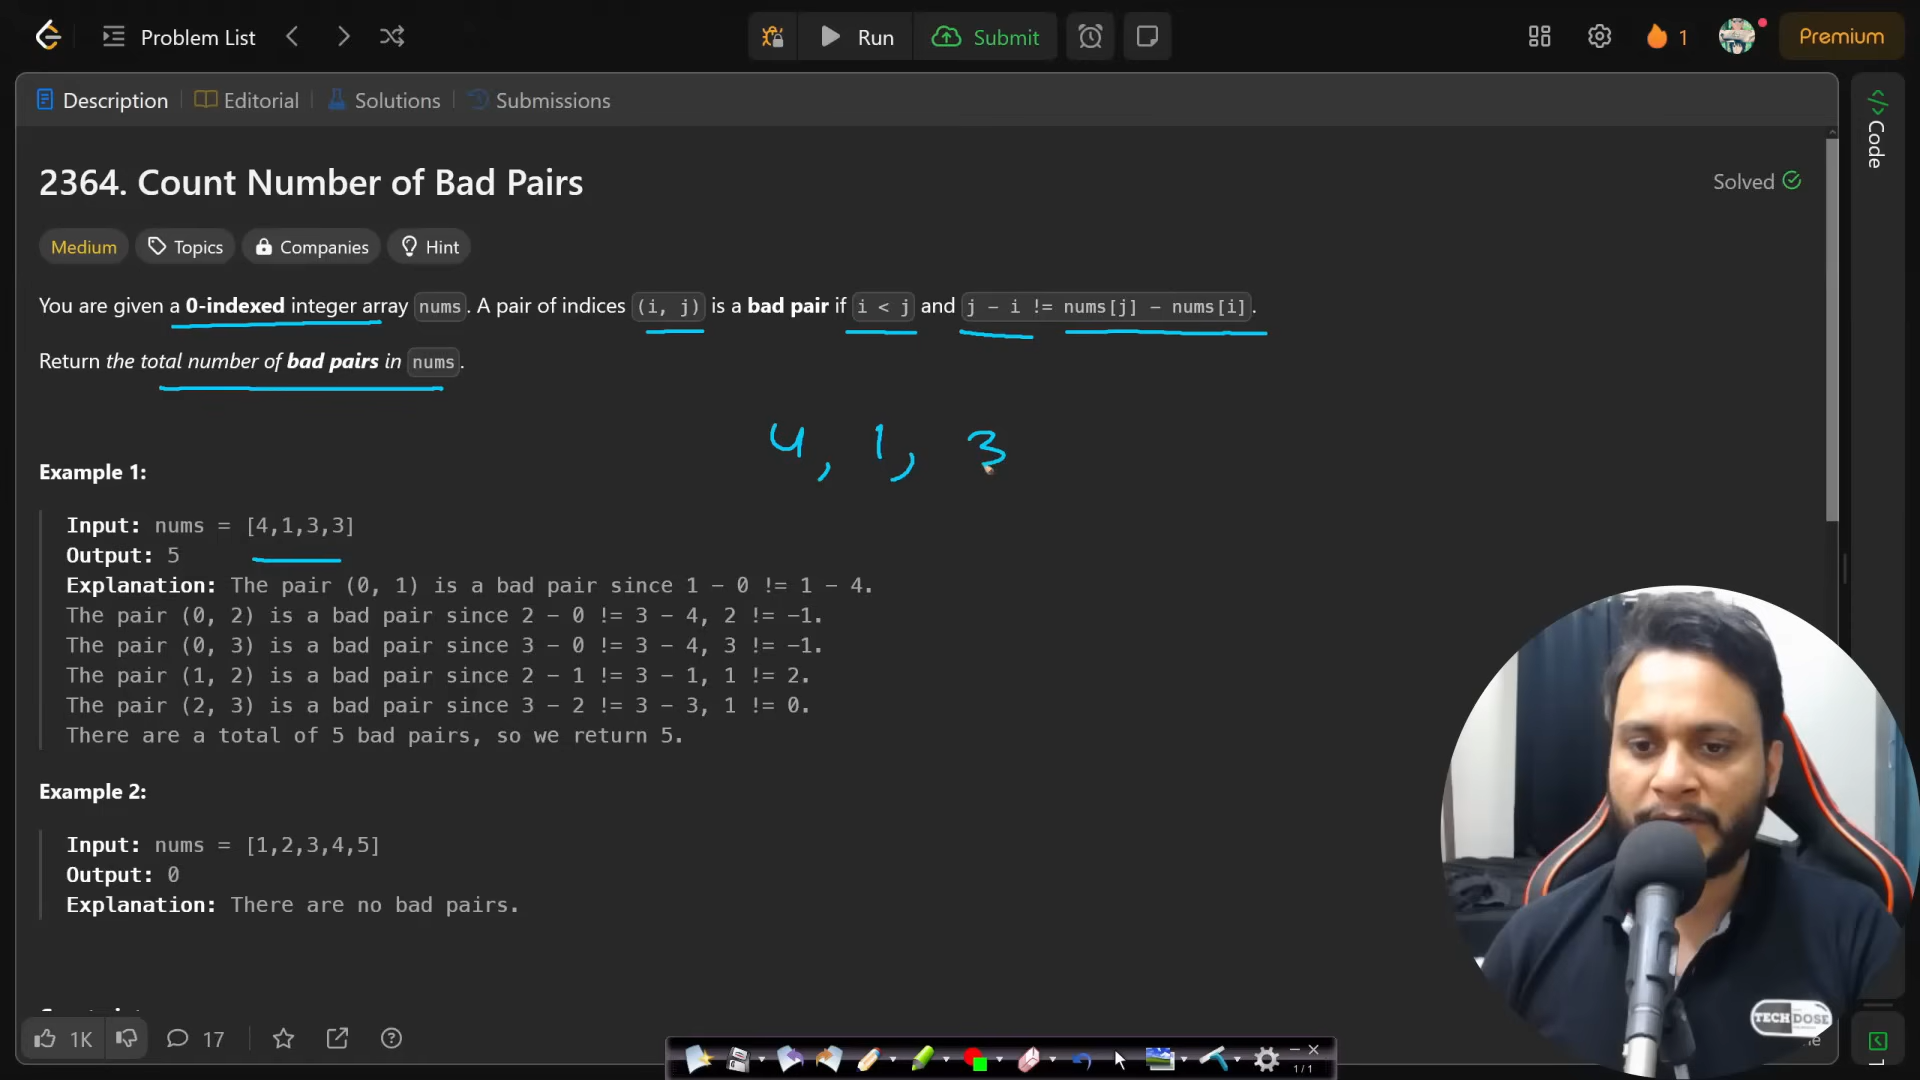 Problem List Run Submit 1 Premium
Description Editorial Solutions Submissions
Code
2364. Count Number of Bad Pairs
Solved
Medium Topics Companies Hint
You are given a 0-indexed integer array nums. A pair of indices (i, j) is a bad pair if i < j and j - i != nums[j] - nums[i].
Return the total number of bad pairs in nums.
4, 1, 3
Example 1:
Input: nums = [4,1,3,3]
Output: 5
Explanation: The pair (0, 1) is a bad pair since 1 - 0 != 1 - 4.
The pair (0, 2) is a bad pair since 2 - 0 != 3 - 4, 2 != -1.
The pair (0, 3) is a bad pair since 3 - 0 != 3 - 4, 3 != -1.
The pair (1, 2) is a bad pair since 2 - 1 != 3 - 1, 1 != 2.
The pair (2, 3) is a bad pair since 3 - 2 != 3 - 3, 1 != 0.
There are a total of 5 bad pairs, so we return 5.
Example 2:
Input: nums = [1,2,3,4,5]
Output: 0
Explanation: There are no bad pairs.
TECH DOSE
1K 17
1/1